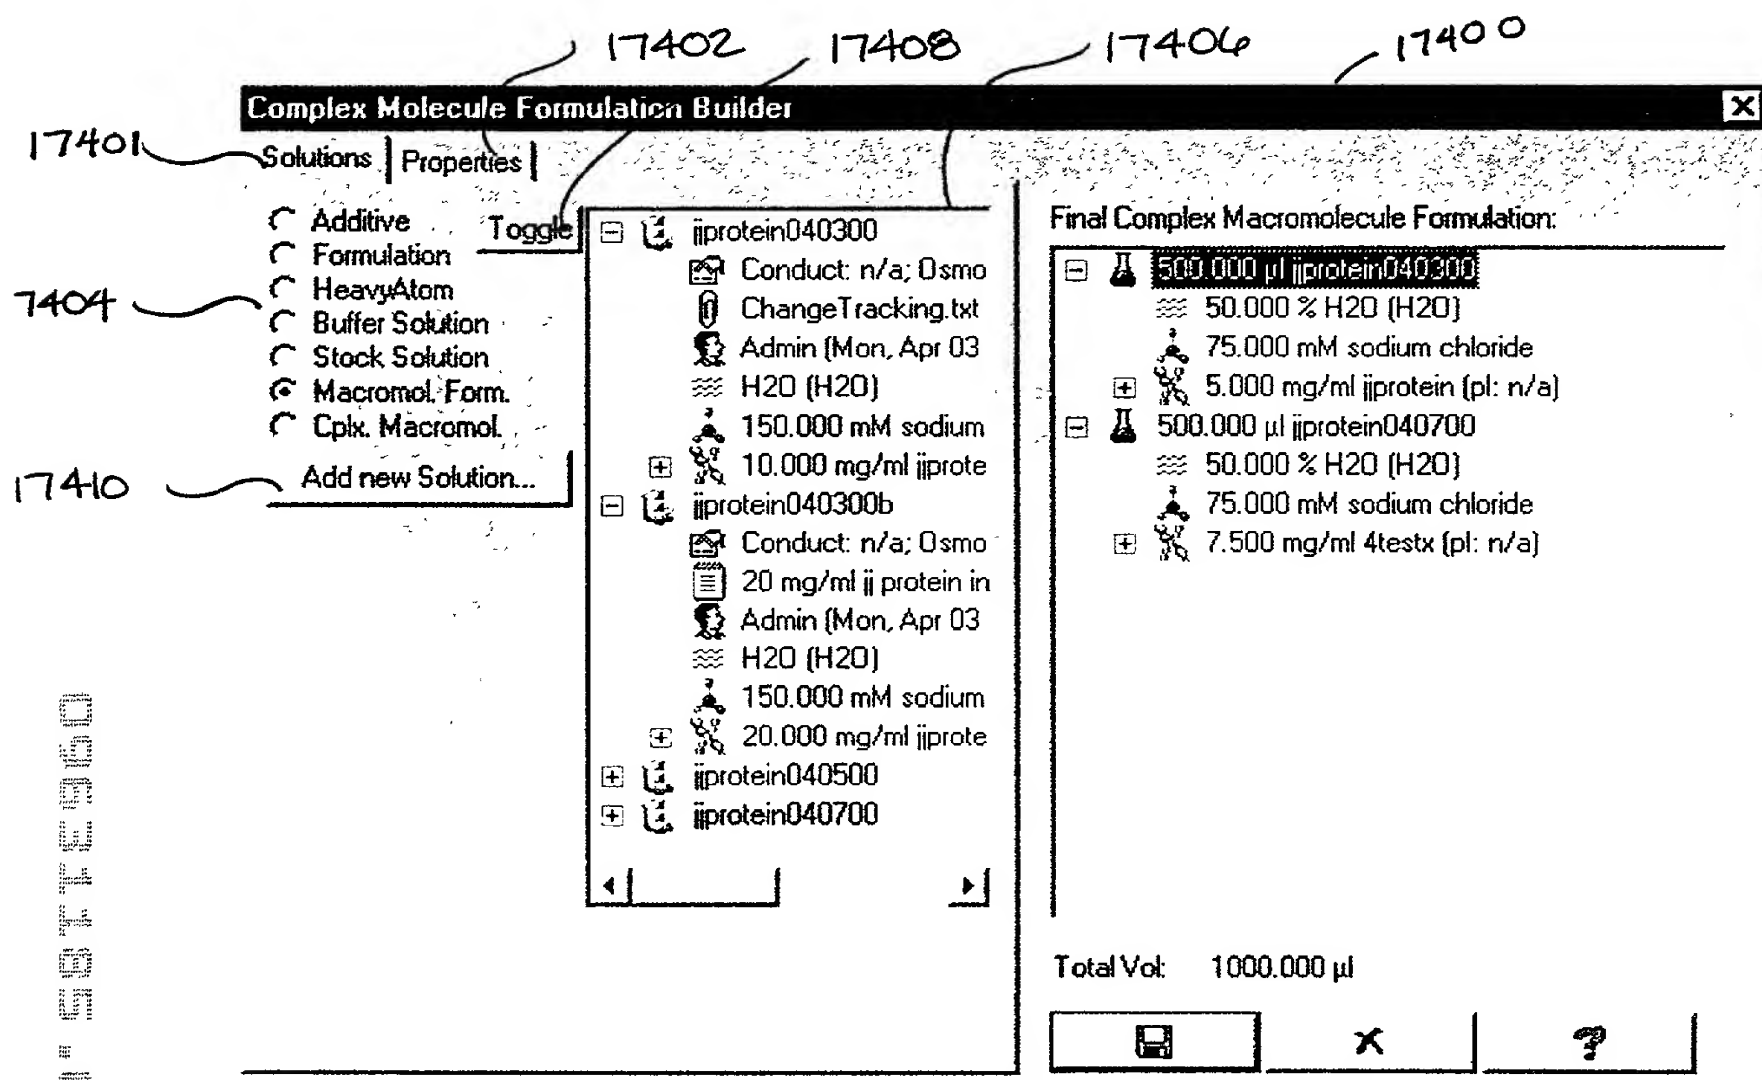 17402 17408 17406 17400
Complex Molecule Formulation Builder
17401
Solutions Properties
Additive
Toggle
Formulation
HeavyAtom
7404
Buffer Solution
Stock Solution
Macromol. Form.
Cplx. Macromol.
17410
Add new Solution...
jjprotein040300
Conduct: n/a; Osmo
ChangeTracking.txt
Admin (Mon, Apr 03
H2O (H2O)
150.000 mM sodium
10.000 mg/ml jjprote
jjprotein040300b
Conduct: n/a; Osmo
20 mg/ml jj protein in
Admin (Mon, Apr 03
H2O (H2O)
150.000 mM sodium
20.000 mg/ml jjprote
jjprotein040500
jjprotein040700
Final Complex Macromolecule Formulation:
500.000 µl jjprotein040300
50.000 % H2O (H2O)
75.000 mM sodium chloride
5.000 mg/ml jjprotein (pI: n/a)
500.000 µl jjprotein040700
50.000 % H2O (H2O)
75.000 mM sodium chloride
7.500 mg/ml 4testx (pI: n/a)
Total Vol: 1000.000 µl